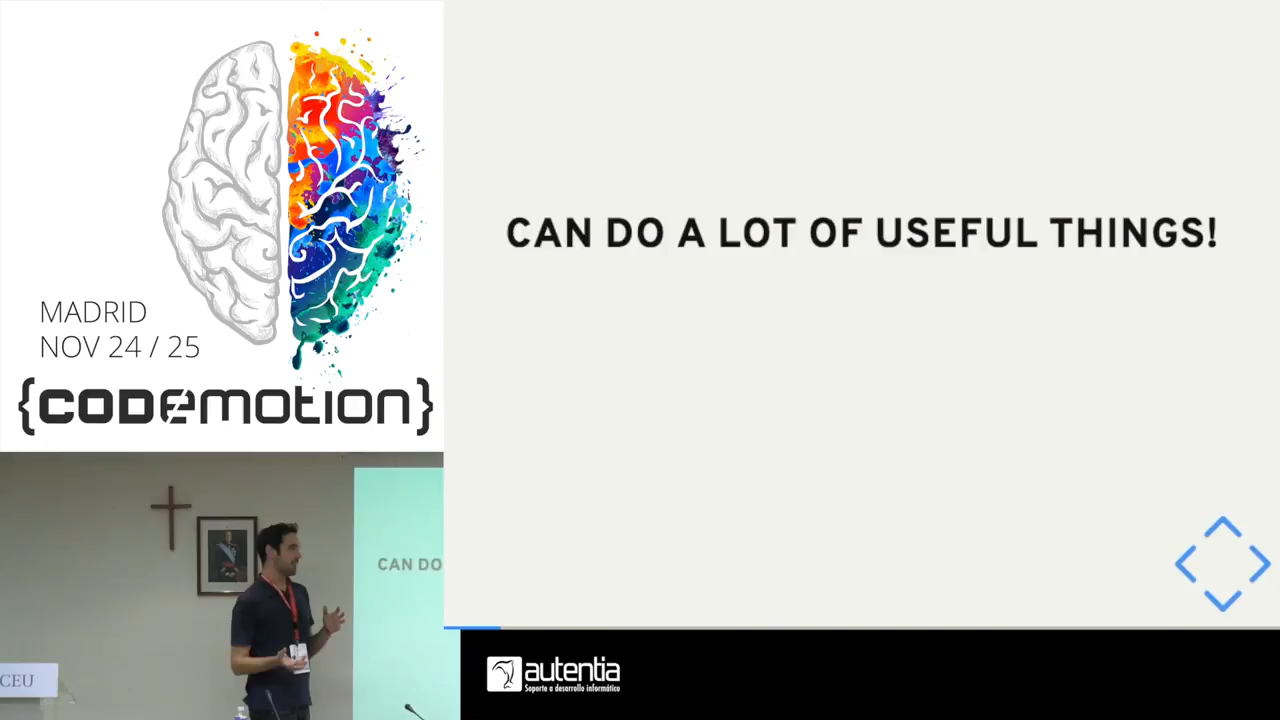 MADRID
NOV 24 / 25
{CODEMOTION}
CAN DO A LOT OF USEFUL THINGS!
CAN DO
CEU
autentia
Soporte a desarrollo informático